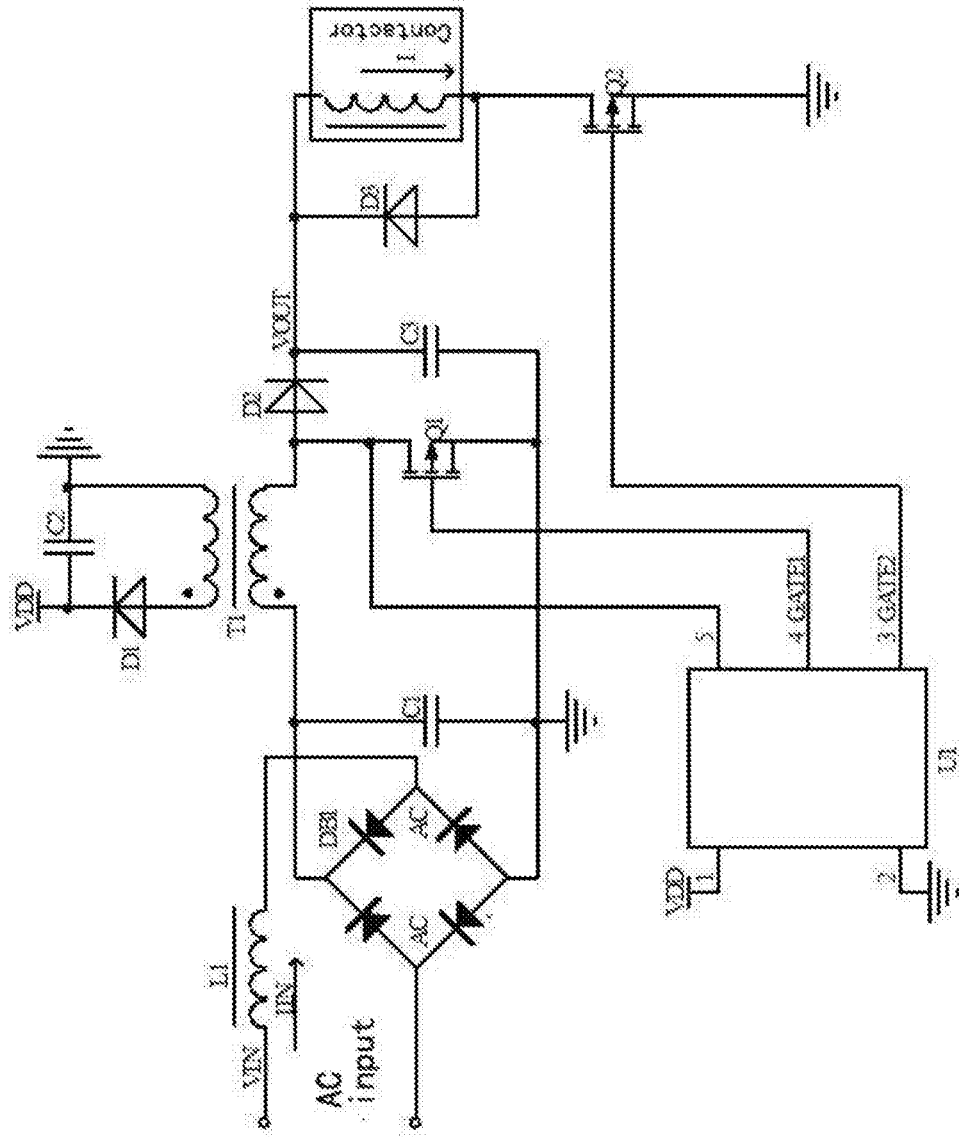 VIN
IIN
L1
AC
input
DB1
AC
AC
C1
T1
D1
VDD
C2
D2
VOUT
C3
Q1
D3
Contactor
I
Q2
VDD
1
2
U1
5
4 GATE1
3 GATE2